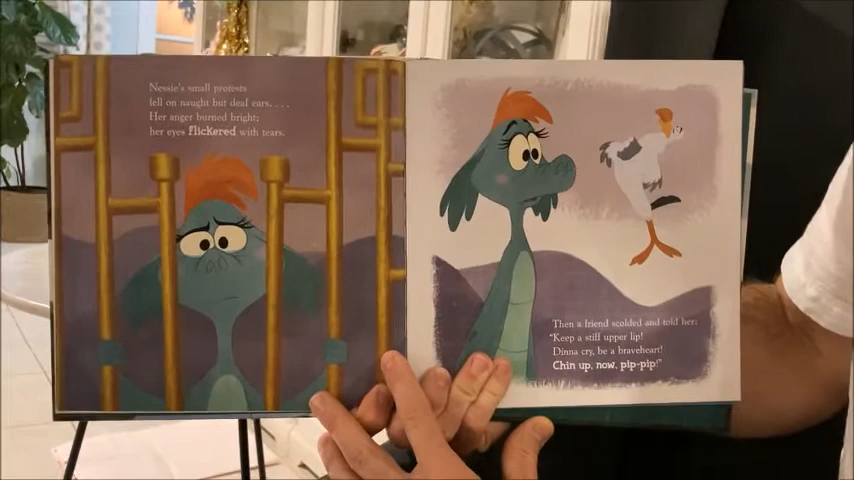 Nessie's small protests
fell on naught but deaf ears. . . .
Her anger burned bright;
her eyes flickered with tears.
Then a friend scolded and told her:
"Keep a stiff upper lip!
Dinna cry, be a braveheart!
Chin up, now, pip-pip!"